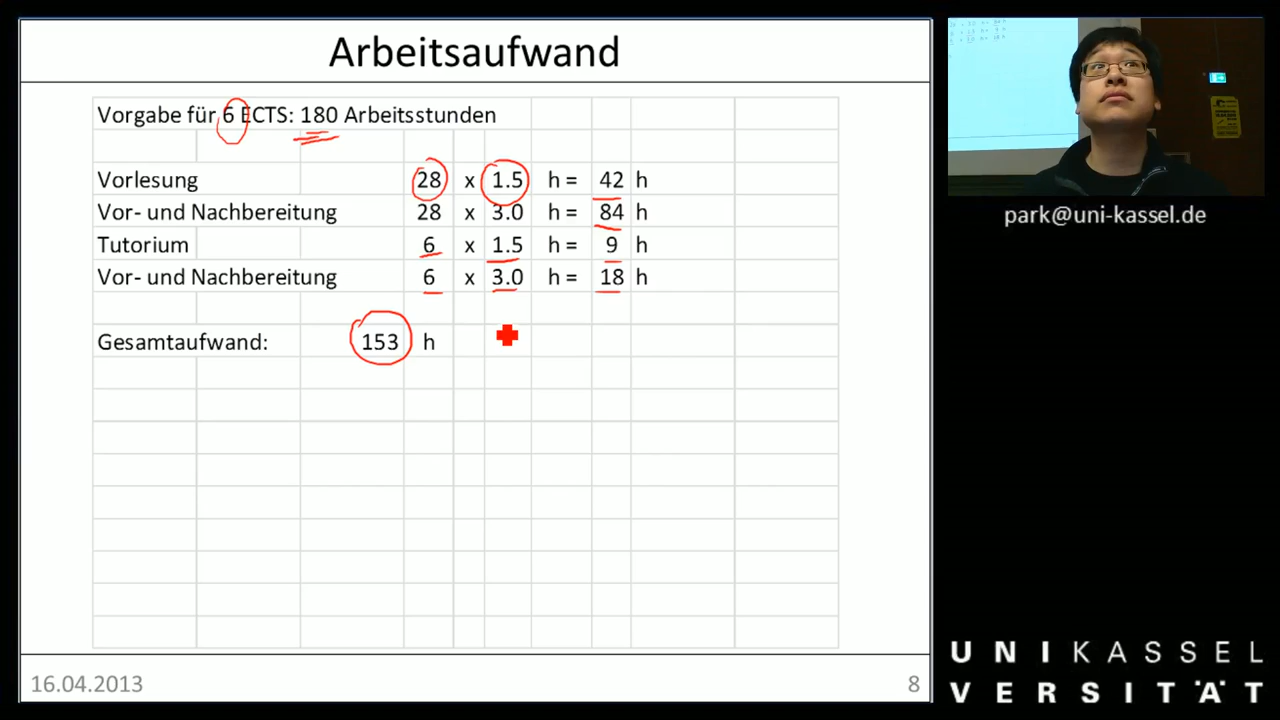 Arbeitsaufwand
Vorgabe für 6 ECTS: 180 Arbeitsstunden
Vorlesung 28 x 1.5 h = 42 h
Vor- und Nachbereitung 28 x 3.0 h = 84 h
Tutorium 6 x 1.5 h = 9 h
Vor- und Nachbereitung 6 x 3.0 h = 18 h
Gesamtaufwand: 153 h
16.04.2013 8
park@uni-kassel.de
UNIKASSEL
VERSITÄT